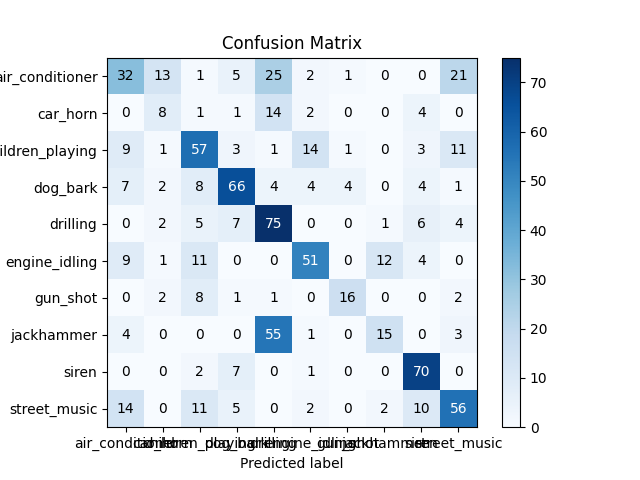 Confusion Matrix
air_conditioner 32 13 1 5 25 2 1 0 0 21
car_horn 0 8 1 1 14 2 0 0 4 0
ildren_playing 9 1 57 3 1 14 1 0 3 11
dog_bark 7 2 8 66 4 4 4 0 4 1
drilling 0 2 5 7 75 0 0 1 6 4
engine_idling 9 1 11 0 0 51 0 12 4 0
gun_shot 0 2 8 1 1 0 16 0 0 2
jackhammer 4 0 0 0 55 1 0 15 0 3
siren 0 0 2 7 0 1 0 0 70 0
street_music 14 0 11 5 0 2 0 2 10 56
Predicted label
70
60
50
40
30
20
10
0